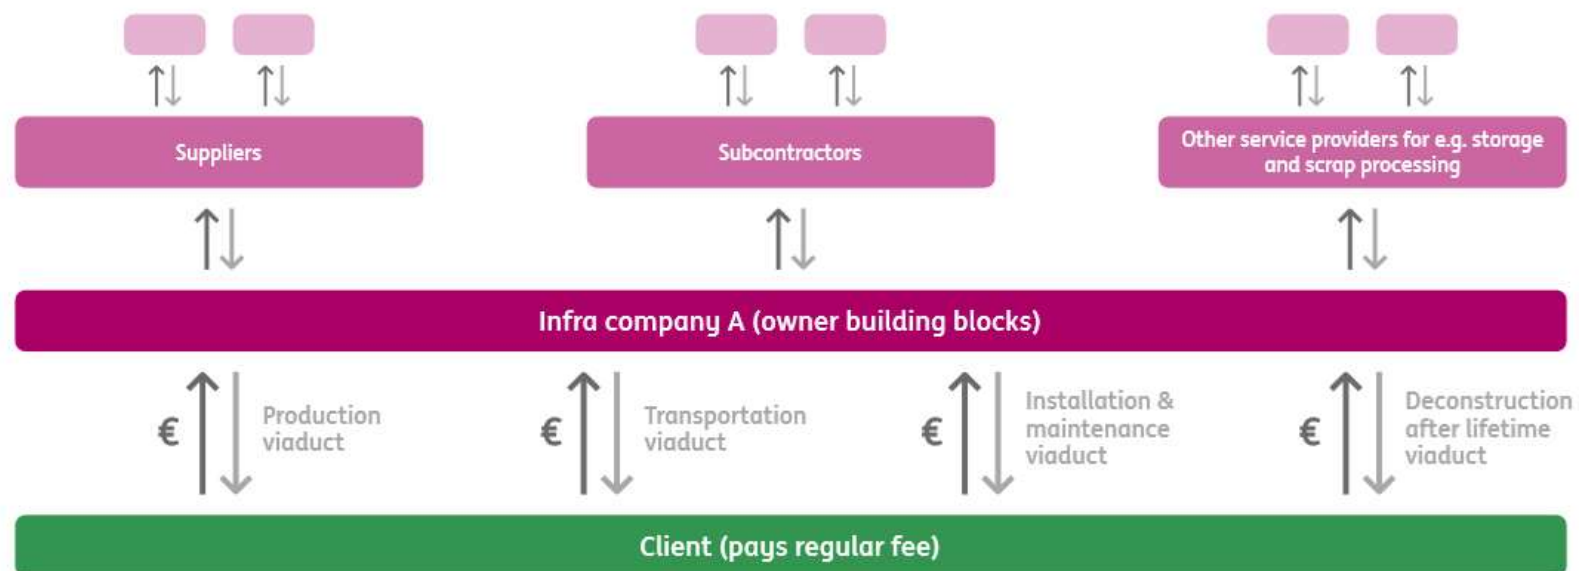 Suppliers
Subcontractors
Other service providers for e.g. storage
and scrap processing
Infra company A (owner building blocks)
€
Production
viaduct
€
Transportation
viaduct
€
Installation &
maintenance
viaduct
€
Deconstruction
after lifetime
viaduct
Client (pays regular fee)